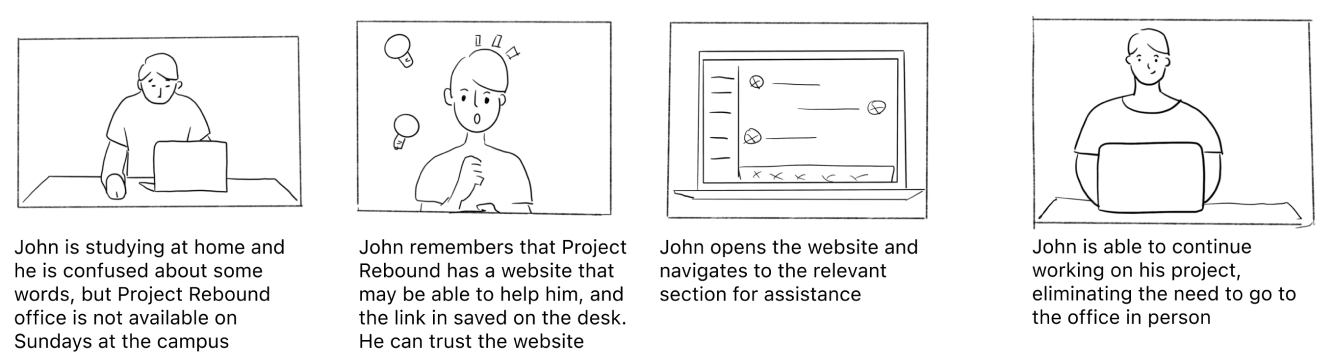 John is studying at home and
he is confused about some
words, but Project Rebound
office is not available on
Sundays at the campus
John remembers that Project
Rebound has a website that
may be able to help him, and
the link in saved on the desk.
He can trust the website
John opens the website and
navigates to the relevant
section for assistance
John is able to continue
working on his project,
eliminating the need to go to
the office in person